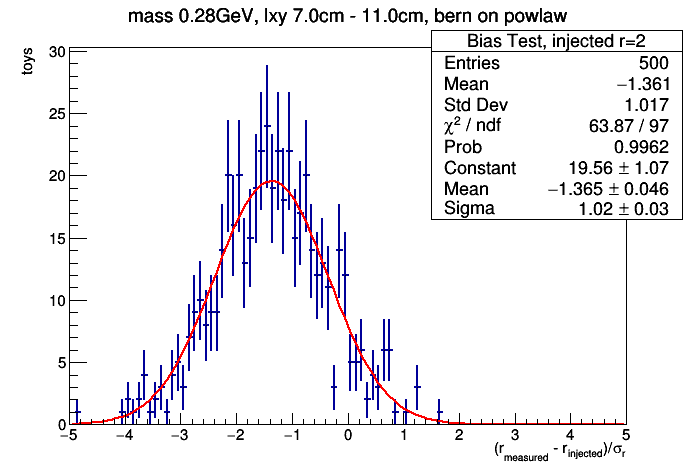 mass 0.28GeV, lxy 7.0cm - 11.0cm, bern on powlaw
Bias Test, injected r=2
Entries 500
Mean −1.361
Std Dev 1.017
χ² / ndf 63.87 / 97
Prob 0.9962
Constant 19.56 ± 1.07
Mean −1.365 ± 0.046
Sigma 1.02 ± 0.03
toys
30
25
20
15
10
5
0
−5 −4 −3 −2 −1 0 1 2 3 4 5
(r_measured - r_injected)/σ_r